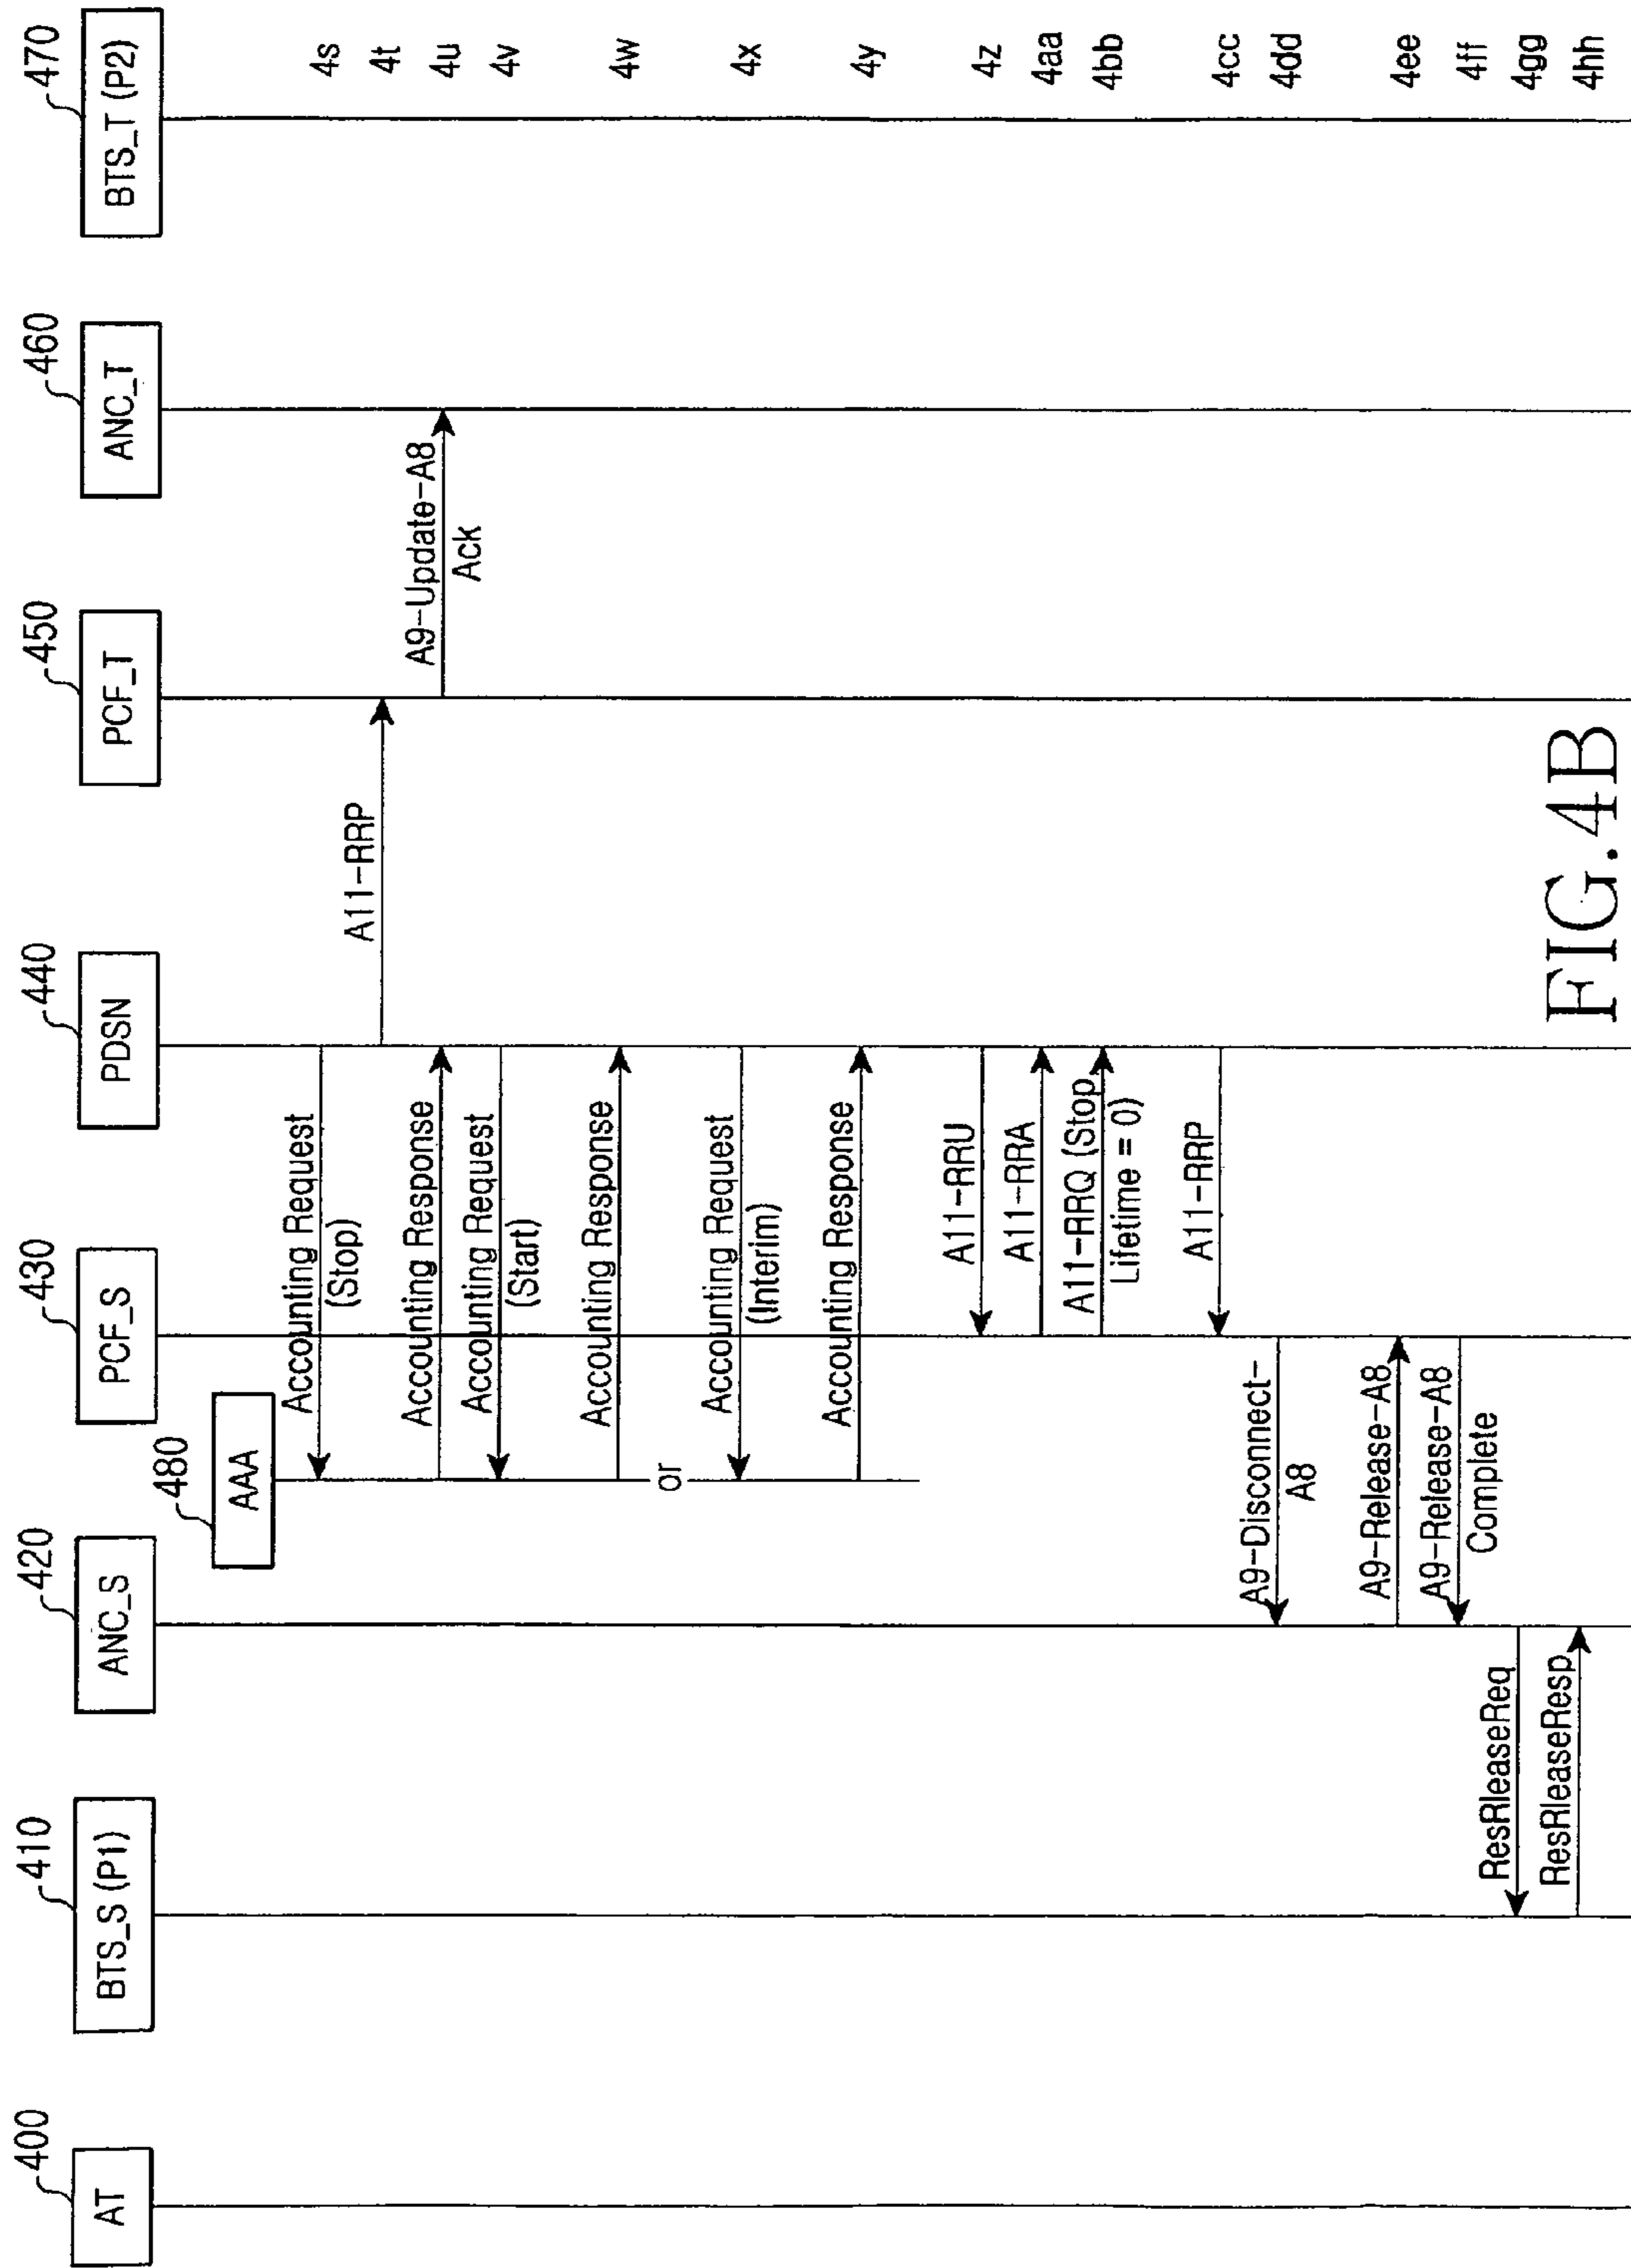 400
410
420
430
440
450
460
470
AT
BTS_S (P1)
ANC_S
PCF_S
PDSN
PCF_T
ANC_T
BTS_T (P2)
480
AAA
Accounting Request
(Stop)
4s
A11-RRP
4t
Accounting Response
A9-Update-A8
Ack
4u
Accounting Request
(Start)
4v
Accounting Response
4w
or
Accounting Request
(Interim)
4x
Accounting Response
4y
A11-RRU
4z
A11-RRA
4aa
A11-RRQ (Stop
Lifetime = 0)
4bb
A11-RRP
4cc
A9-Disconnect-
A8
4dd
A9-Release-A8
4ee
A9-Release-A8
Complete
4ff
ResRleaseReq
4gg
ResRleaseResp
4hh
FIG.4B